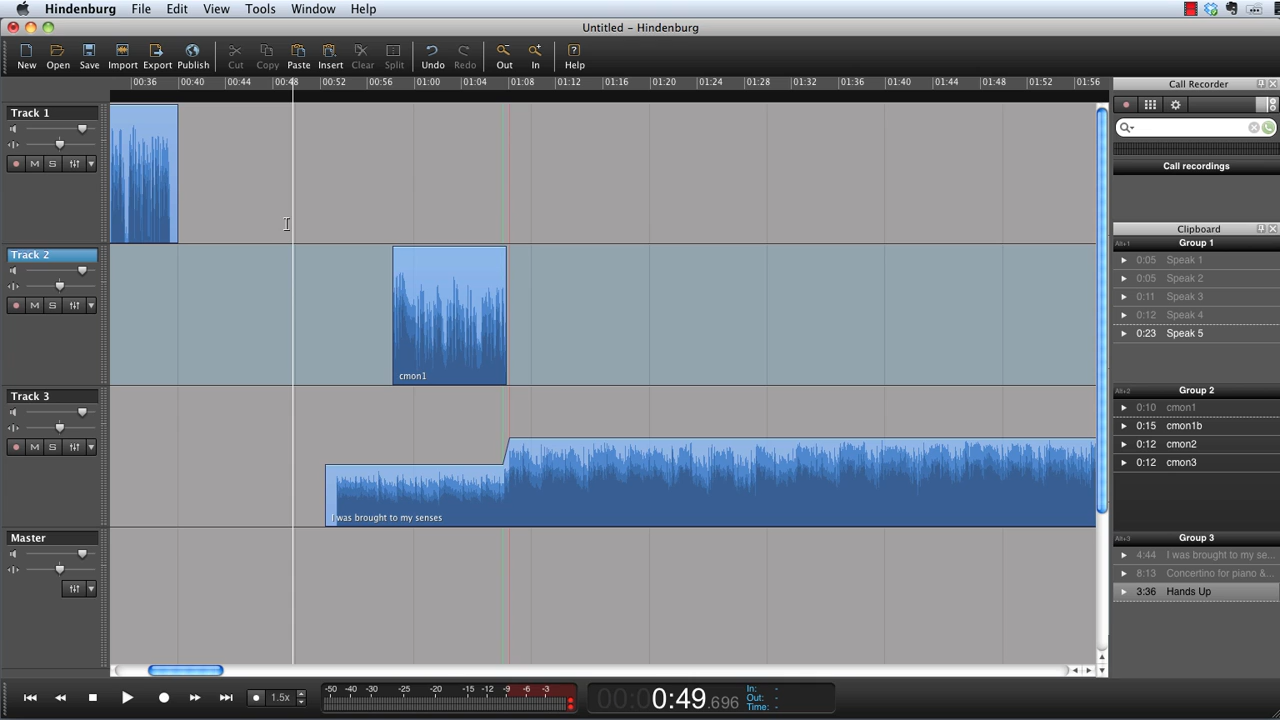 Hindenburg File Edit View Tools Window Help
Untitled – Hindenburg
New Open Save Import Export Publish Cut Copy Paste Insert Clear Split Undo Redo Out In Help
00:36 00:40 00:44 00:48 00:52 00:56 01:00 01:04 01:08 01:12 01:16 01:20 01:24 01:28 01:32 01:36 01:40 01:44 01:48 01:52 01:56
Track 1
M S
Track 2
M S
cmon1
Track 3
M S
I was brought to my senses
Master
Call Recorder
Call recordings
Clipboard
Alt+1 Group 1
0:05 Speak 1
0:05 Speak 2
0:11 Speak 3
0:12 Speak 4
0:23 Speak 5
Alt+2 Group 2
0:10 cmon1
0:15 cmon1b
0:12 cmon2
0:12 cmon3
Alt+3 Group 3
4:44 I was brought to my se...
8:13 Concertino for piano &...
3:36 Hands Up
1.5x
-50 -40 -30 -25 -20 -15 -12 -9 -6 -3
00:00:49.696
In: -
Out: -
Time: -